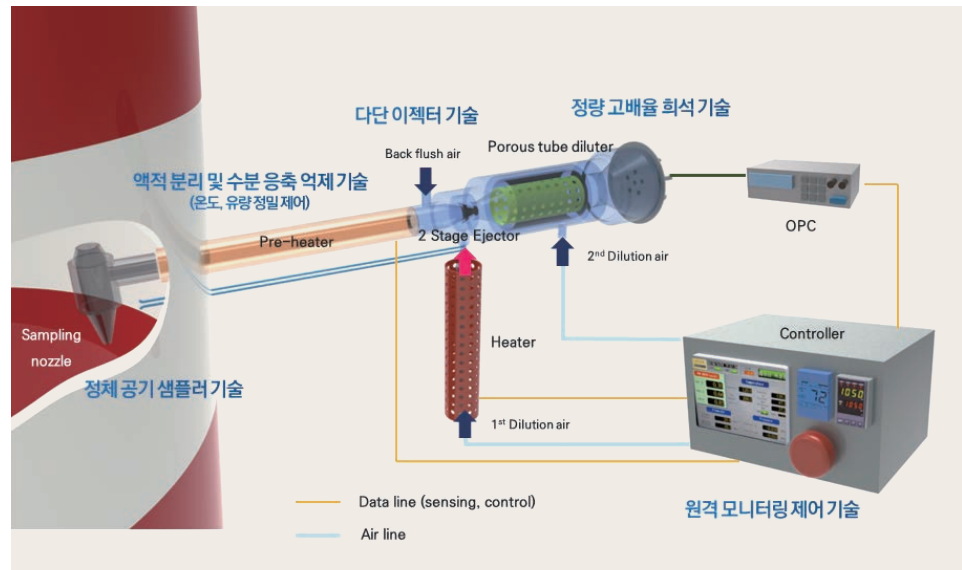 다단 이젝터 기술
정량 고배율 희석 기술
Back flush air
Porous tube diluter
액적 분리 및 수분 응축 억제 기술
(온도, 유량 정밀 제어)
Pre-heater
2 Stage Ejector
OPC
2nd Dilution air
Sampling
nozzle
Heater
Controller
정체 공기 샘플러 기술
1st Dilution air
72
1050
Data line (sensing, control)
Air line
원격 모니터링 제어 기술